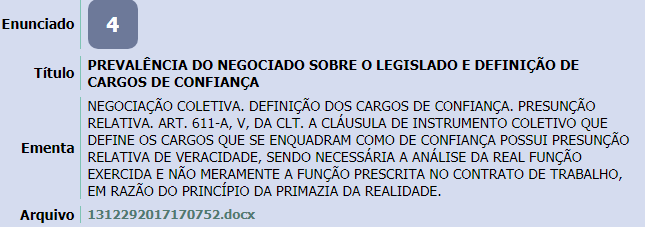 Enunciado 4
Título PREVALÊNCIA DO NEGOCIADO SOBRE O LEGISLADO E DEFINIÇÃO DE
CARGOS DE CONFIANÇA
NEGOCIAÇÃO COLETIVA. DEFINIÇÃO DOS CARGOS DE CONFIANÇA. PRESUNÇÃO
RELATIVA. ART. 611-A, V, DA CLT. A CLÁUSULA DE INSTRUMENTO COLETIVO QUE
Ementa DEFINE OS CARGOS QUE SE ENQUADRAM COMO DE CONFIANÇA POSSUI PRESUNÇÃO
RELATIVA DE VERACIDADE, SENDO NECESSÁRIA A ANÁLISE DA REAL FUNÇÃO
EXERCIDA E NÃO MERAMENTE A FUNÇÃO PRESCRITA NO CONTRATO DE TRABALHO,
EM RAZÃO DO PRINCÍPIO DA PRIMAZIA DA REALIDADE.
Arquivo 1312292017170752.docx